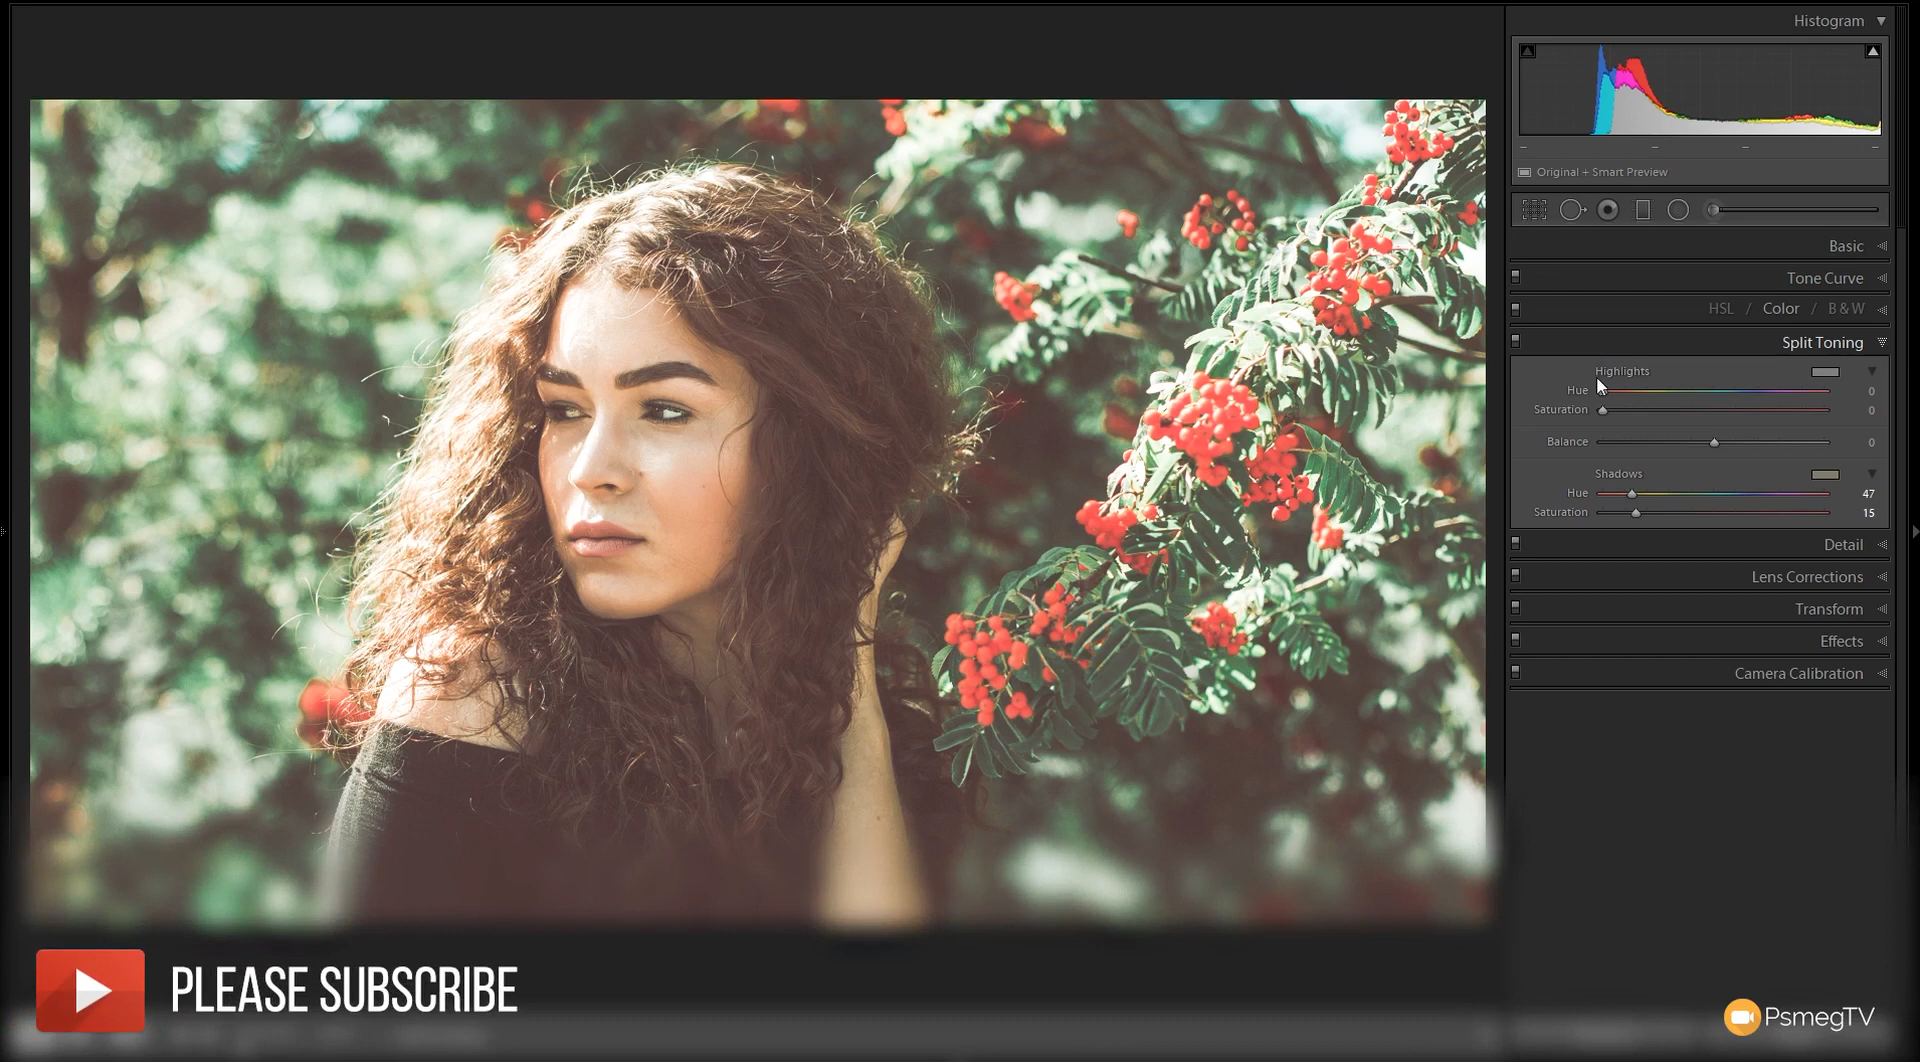 Histogram
Original + Smart Preview
Basic
Tone Curve
HSL / Color / B & W
Split Toning
Highlights
Hue 0
Saturation 0
Balance 0
Shadows
Hue 47
Saturation 15
Detail
Lens Corrections
Transform
Effects
Camera Calibration
PLEASE SUBSCRIBE
PsmegTV